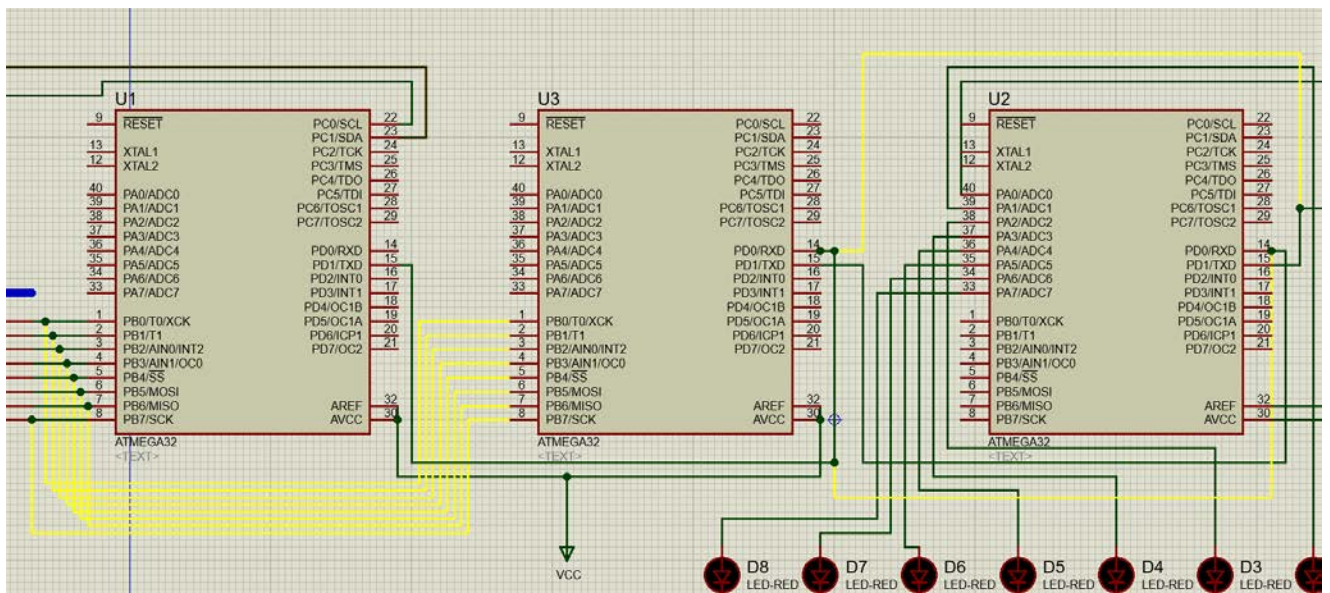 U1
9 RESET
13 XTAL1
12 XTAL2
40 PA0/ADC0
39 PA1/ADC1
38 PA2/ADC2
37 PA3/ADC3
36 PA4/ADC4
35 PA5/ADC5
34 PA6/ADC6
33 PA7/ADC7
1 PB0/T0/XCK
2 PB1/T1
3 PB2/AIN0/INT2
4 PB3/AIN1/OC0
5 PB4/SS
6 PB5/MOSI
7 PB6/MISO
8 PB7/SCK
PC0/SCL 22
PC1/SDA 23
PC2/TCK 24
PC3/TMS 25
PC4/TDO 26
PC5/TDI 27
PC6/TOSC1 28
PC7/TOSC2 29
PD0/RXD 14
PD1/TXD 15
PD2/INT0 16
PD3/INT1 17
PD4/OC1B 18
PD5/OC1A 19
PD6/ICP1 20
PD7/OC2 21
AREF 32
AVCC 30
ATMEGA32
<TEXT>
U3
9 RESET
13 XTAL1
12 XTAL2
40 PA0/ADC0
39 PA1/ADC1
38 PA2/ADC2
37 PA3/ADC3
36 PA4/ADC4
35 PA5/ADC5
34 PA6/ADC6
33 PA7/ADC7
1 PB0/T0/XCK
2 PB1/T1
3 PB2/AIN0/INT2
4 PB3/AIN1/OC0
5 PB4/SS
6 PB5/MOSI
7 PB6/MISO
8 PB7/SCK
PC0/SCL 22
PC1/SDA 23
PC2/TCK 24
PC3/TMS 25
PC4/TDO 26
PC5/TDI 27
PC6/TOSC1 28
PC7/TOSC2 29
PD0/RXD 14
PD1/TXD 15
PD2/INT0 16
PD3/INT1 17
PD4/OC1B 18
PD5/OC1A 19
PD6/ICP1 20
PD7/OC2 21
AREF 32
AVCC 30
ATMEGA32
<TEXT>
U2
9 RESET
13 XTAL1
12 XTAL2
40 PA0/ADC0
39 PA1/ADC1
38 PA2/ADC2
37 PA3/ADC3
36 PA4/ADC4
35 PA5/ADC5
34 PA6/ADC6
33 PA7/ADC7
1 PB0/T0/XCK
2 PB1/T1
3 PB2/AIN0/INT2
4 PB3/AIN1/OC0
5 PB4/SS
6 PB5/MOSI
7 PB6/MISO
8 PB7/SCK
PC0/SCL 22
PC1/SDA 23
PC2/TCK 24
PC3/TMS 25
PC4/TDO 26
PC5/TDI 27
PC6/TOSC1 28
PC7/TOSC2 29
PD0/RXD 14
PD1/TXD 15
PD2/INT0 16
PD3/INT1 17
PD4/OC1B 18
PD5/OC1A 19
PD6/ICP1 20
PD7/OC2 21
AREF 32
AVCC 30
ATMEGA32
<TEXT>
VCC
D8
LED-RED
D7
LED-RED
D6
LED-RED
D5
LED-RED
D4
LED-RED
D3
LED-RED